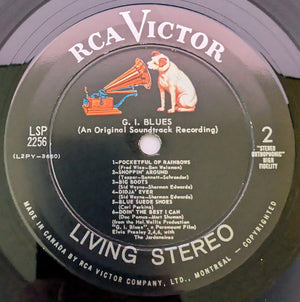 RCA VICTOR
G. I. BLUES
(An Original Soundtrack Recording)
LSP
2256
(L2PY-3680)
2
"STEREO
ORTHOPHONIC"
HIGH
FIDELITY
1-POCKETFUL OF RAINBOWS
(Fred Wise-Ben Weisman)
2-SHOPPIN' AROUND
(Tepper-Bennett-Schroeder)
3-BIG BOOTS
(Sid Wayne-Sherman Edwards)
4-DIDJA' EVER
(Sid Wayne-Sherman Edwards)
5-BLUE SUEDE SHOES
(Carl Perkins)
6-DOIN' THE BEST I CAN
(Doc Pomus-Mort Shuman)
(from the Hal Wallis Production
"G. I. Blues", a Paramount Film)
Elvis Presley 2,4,6, with
The Jordanaires
LIVING STEREO
MADE IN CANADA BY RCA VICTOR COMPANY, LTD., MONTREAL — COPYRIGHTED